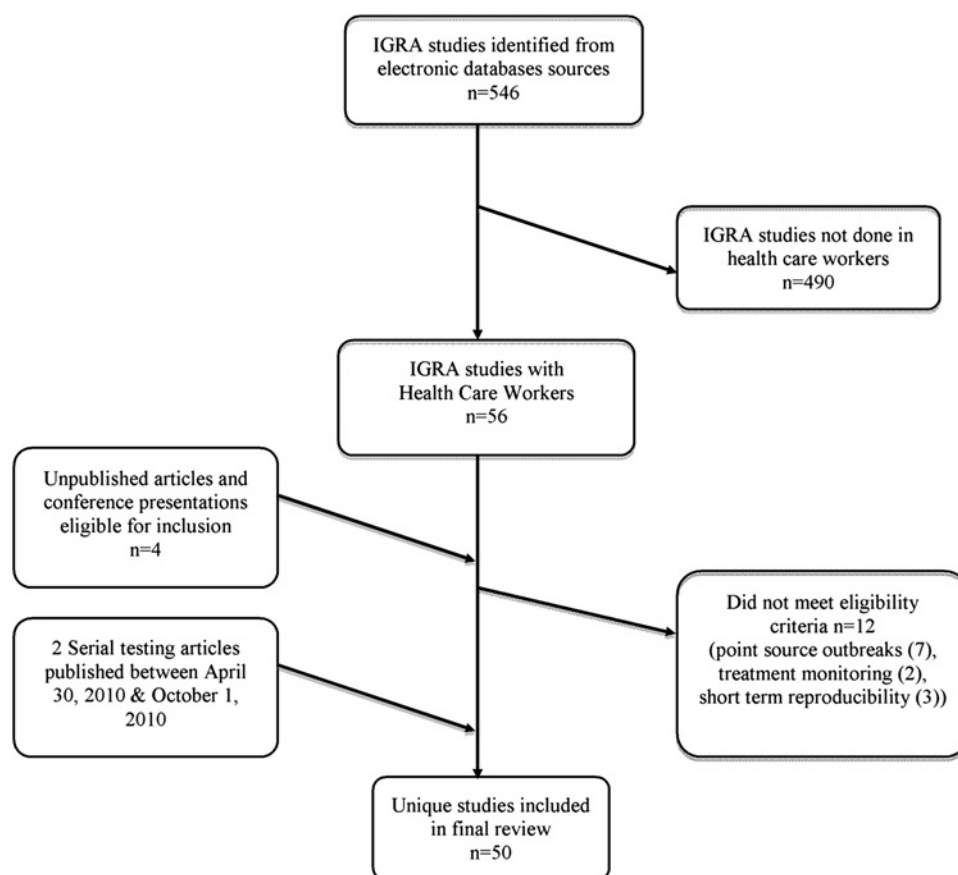 IGRA studies identified from
electronic databases sources
n=546
IGRA studies not done in
health care workers
n=490
IGRA studies with
Health Care Workers
n=56
Unpublished articles and
conference presentations
eligible for inclusion
n=4
Did not meet eligibility
criteria n=12
(point source outbreaks (7),
treatment monitoring (2),
short term reproducibility (3))
2 Serial testing articles
published between April
30, 2010 & October 1,
2010
Unique studies included
in final review
n=50